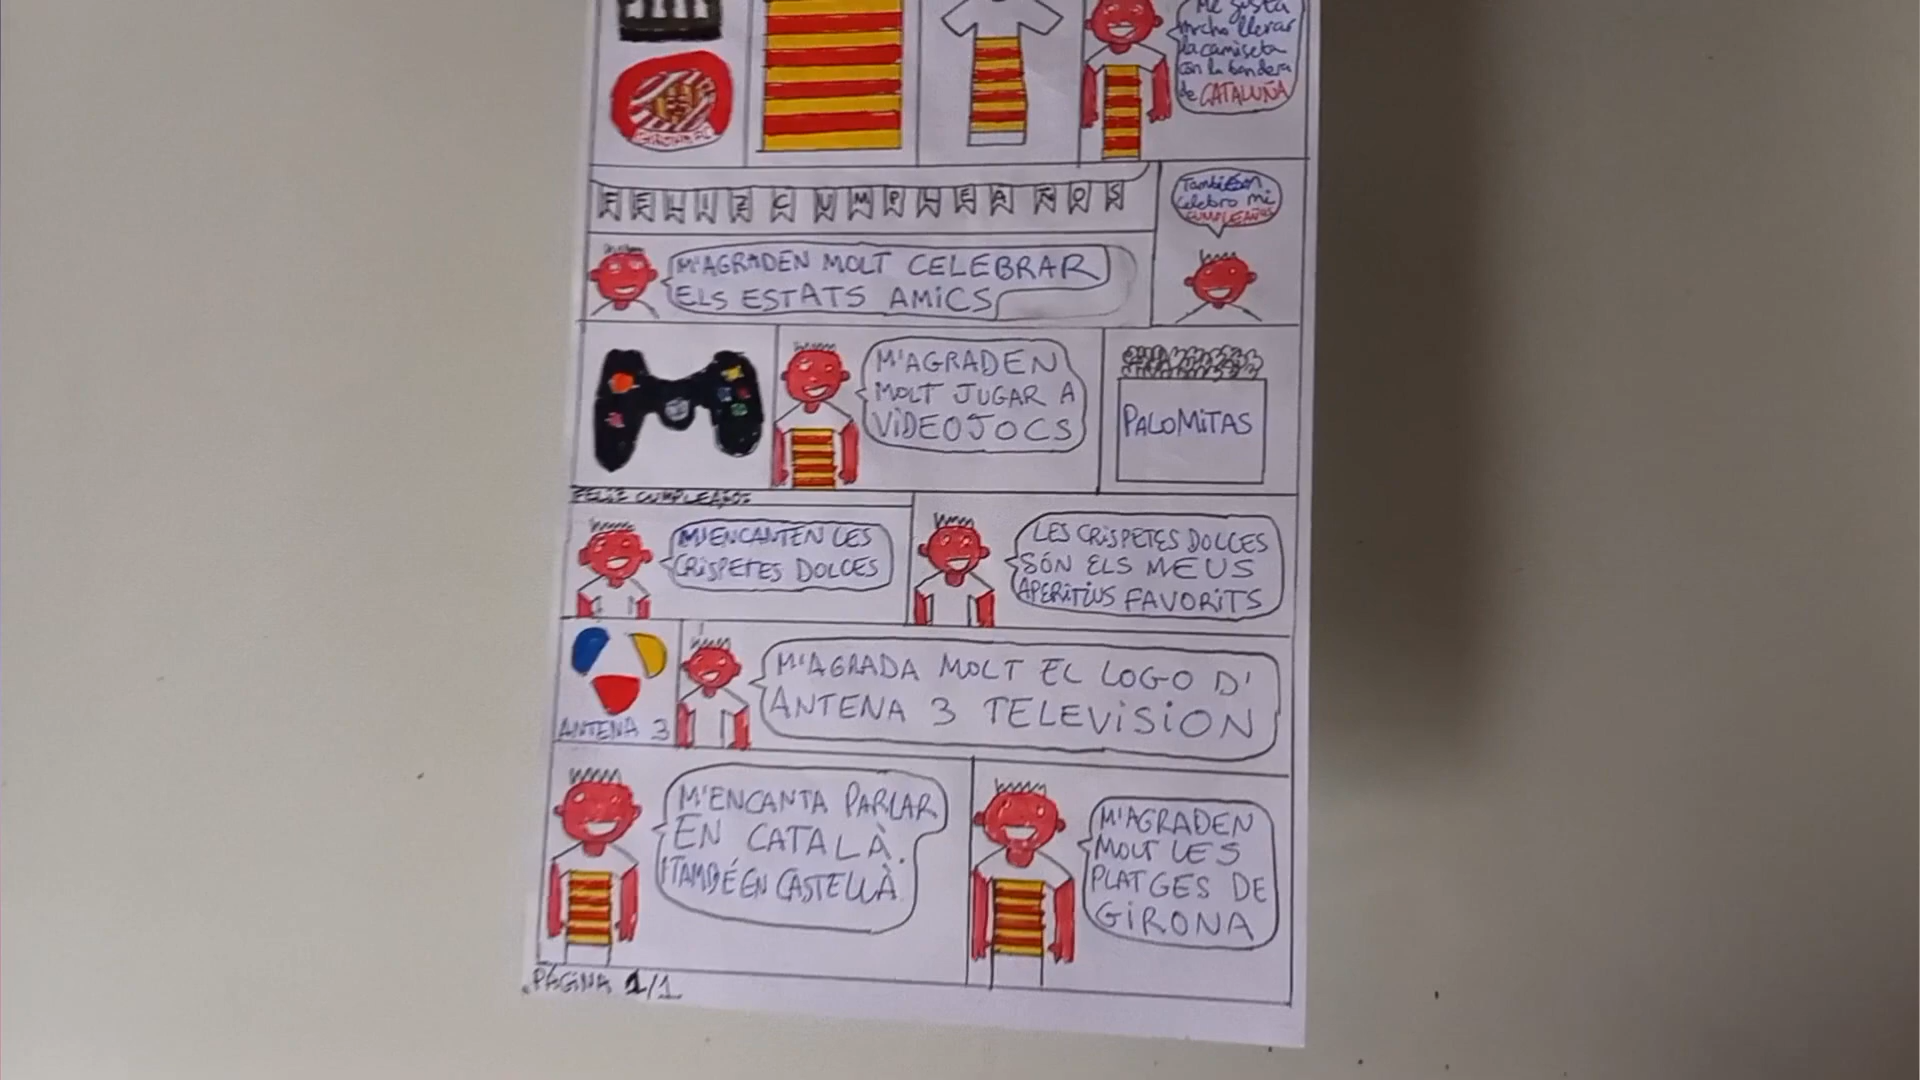 Me gusta
mucho llevar
la camiseta
con la bandera
de CATALUÑA
GIRONA FC
FELIZ CUMPLEAÑOS
También
celebro mi
CUMPLEAÑOS
M'AGRADEN MOLT CELEBRAR
ELS ESTATS AMICS
M'AGRADEN
MOLT JUGAR A
VIDEOJOCS
PALOMITAS
FELIZ CUMPLEAÑOS
M'ENCANTEN LES
CRISPETES DOLCES
LES CRISPETES DOLCES
SÓN ELS MEUS
APERITIUS FAVORITS
ANTENA 3
M'AGRADA MOLT EL LOGO D'
ANTENA 3 TELEVISION
M'ENCANTA PARLAR
EN CATALÀ.
I TAMBÉ EN CASTELLÀ
M'AGRADEN
MOLT LES
PLATGES DE
GIRONA
PÁGINA 1/1